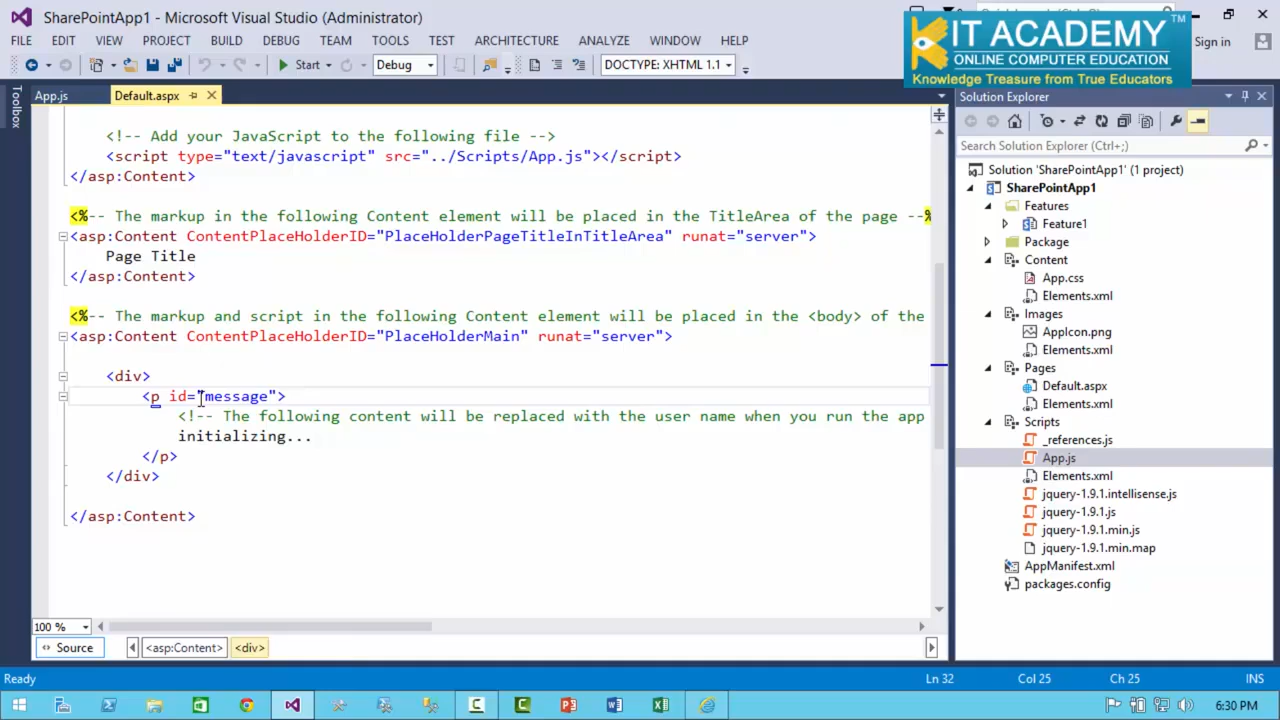 SharePointApp1 - Microsoft Visual Studio (Administrator)
FILE EDIT VIEW PROJECT BUILD DEBUG TEAM TOOLS TEST ARCHITECTURE ANALYZE WINDOW HELP
Sign in
KIT ACADEMY TM
ONLINE COMPUTER EDUCATION
Knowledge Treasure from True Educators
Start Debug DOCTYPE: XHTML 1.1
Toolbox
App.js Default.aspx
<!-- Add your JavaScript to the following file -->
<script type="text/javascript" src="../Scripts/App.js"></script>
</asp:Content>
<%-- The markup in the following Content element will be placed in the TitleArea of the page --%
<asp:Content ContentPlaceHolderID="PlaceHolderPageTitleInTitleArea" runat="server">
Page Title
</asp:Content>
<%-- The markup and script in the following Content element will be placed in the <body> of the
<asp:Content ContentPlaceHolderID="PlaceHolderMain" runat="server">
<div>
<p id="message">
<!-- The following content will be replaced with the user name when you run the app
initializing...
</p>
</div>
</asp:Content>
100 %
Source <asp:Content> <div>
Solution Explorer
Search Solution Explorer (Ctrl+;)
Solution 'SharePointApp1' (1 project)
SharePointApp1
Features
Feature1
Package
Content
App.css
Elements.xml
Images
AppIcon.png
Elements.xml
Pages
Default.aspx
Elements.xml
Scripts
_references.js
App.js
Elements.xml
jquery-1.9.1.intellisense.js
jquery-1.9.1.js
jquery-1.9.1.min.js
jquery-1.9.1.min.map
AppManifest.xml
packages.config
Ready Ln 32 Col 25 Ch 25 INS
6:30 PM